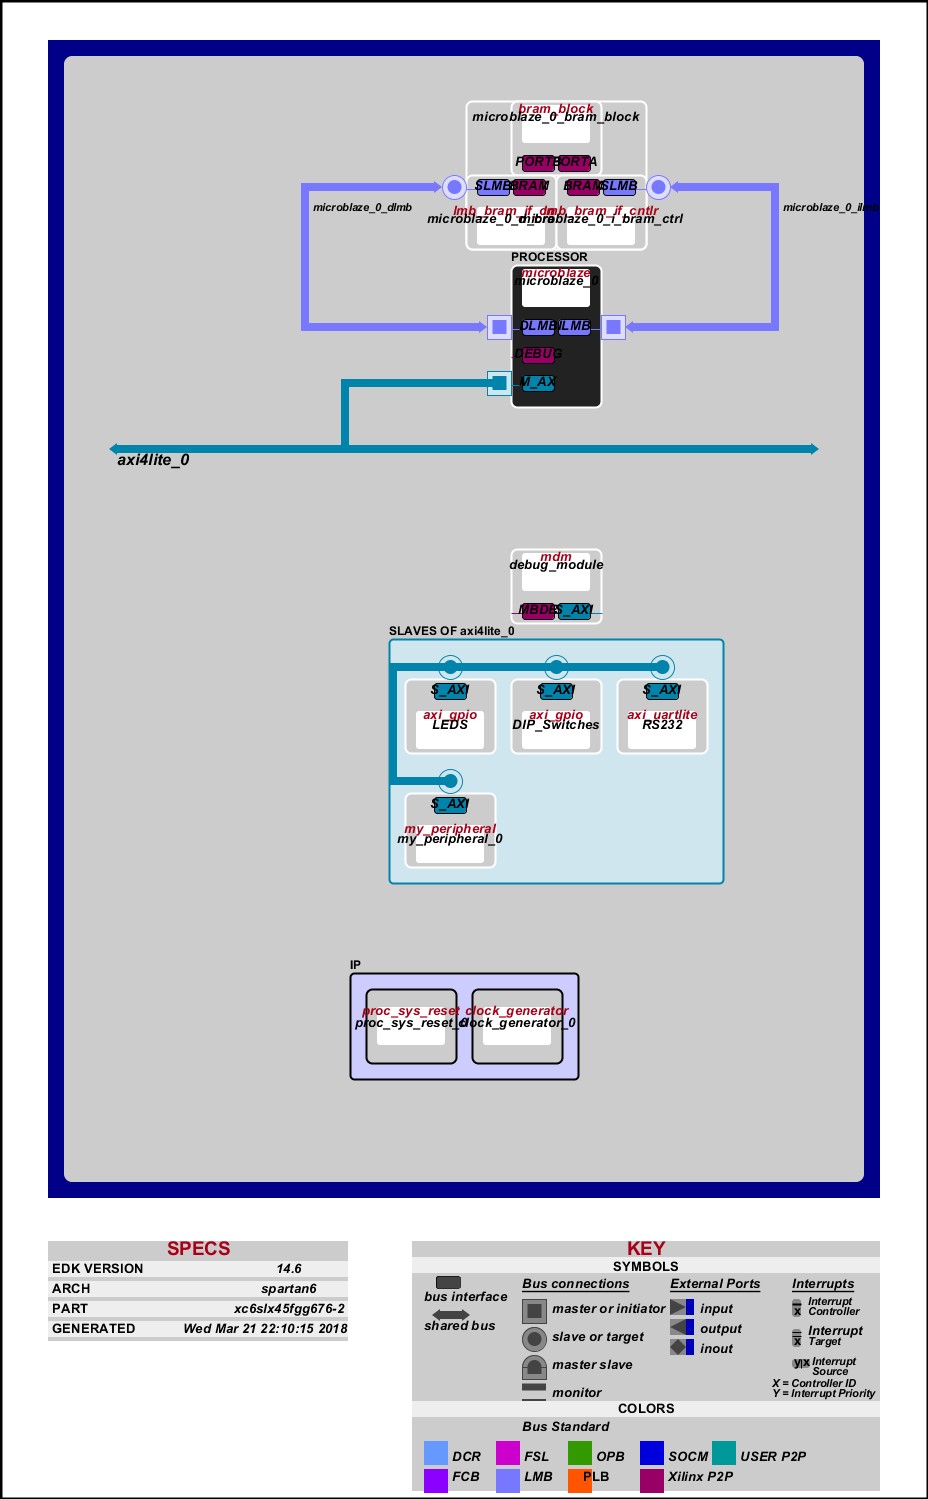 bram_block
microblaze_0_bram_block
PORTB PORTA
SLMB BRAM BRAM SLMB
microblaze_0_dlmb
lmb_bram_if_cntlr
microblaze_0_i_bram_ctrl
PROCESSOR
microblaze
microblaze_0
DLMB ILMB
DEBUG
M_AX
axi4lite_0
mdm
debug_module
S_AXI
SLAVES OF axi4lite_0
S_AXI S_AXI S_AXI
axi_gpio axi_gpio axi_uartlite
LEDS DIP_Switches RS232
S_AXI
my_peripheral
my_peripheral_0
IP
proc_sys_reset clock_generator
proc_sys_reset_0 clock_generator_0
SPECS
EDK VERSION 14.6
ARCH spartan6
PART xc6slx45fgg676-2
GENERATED Wed Mar 21 22:10:15 2018
KEY
SYMBOLS
bus interface
shared bus
Bus connections
master or initiator
slave or target
master slave
monitor
External Ports
input
output
inout
Interrupts
Interrupt
Controller
Interrupt
Target
Interrupt
Source
X = Controller ID
Y = Interrupt Priority
COLORS
Bus Standard
DCR FSL OPB SOCM USER P2P
FCB LMB PLB Xilinx P2P